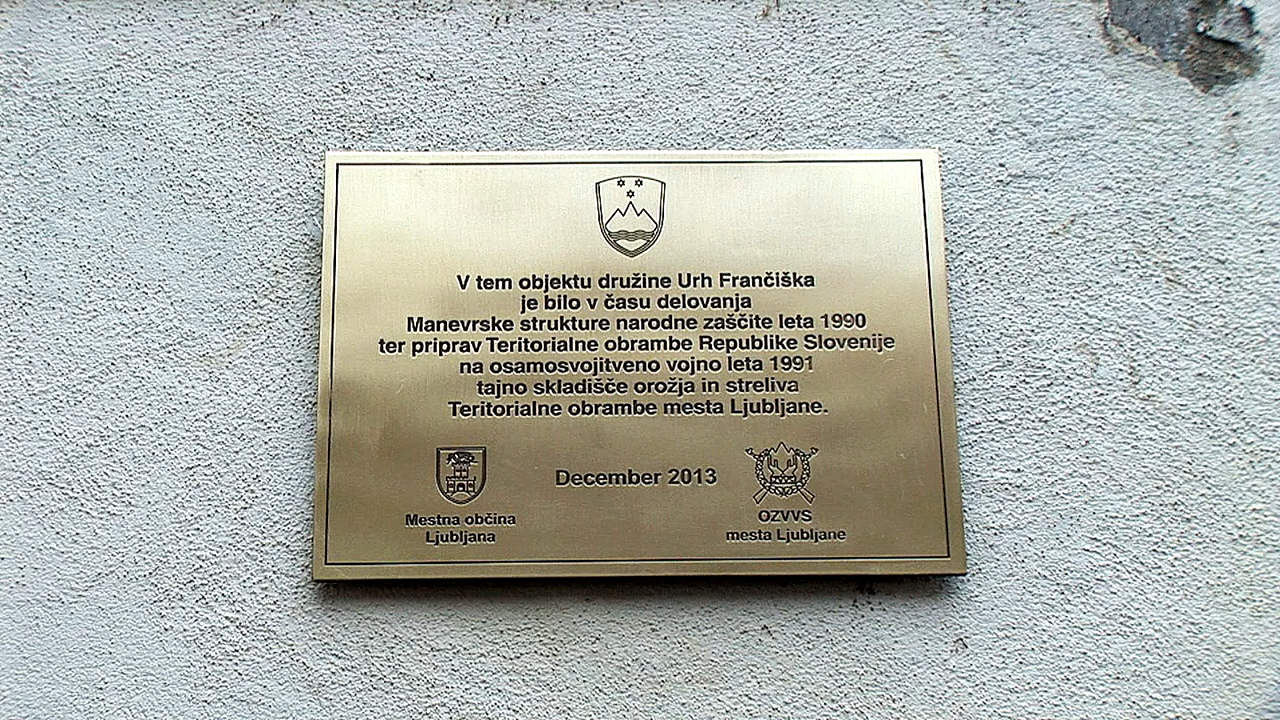 V tem objektu družine Urh Frančiška
je bilo v času delovanja
Manevrske strukture narodne zaščite leta 1990
ter priprav Teritorialne obrambe Republike Slovenije
na osamosvojitveno vojno leta 1991
tajno skladišče orožja in streliva
Teritorialne obrambe mesta Ljubljane.
December 2013
Mestna občina
Ljubljana
OZVVS
mesta Ljubljane